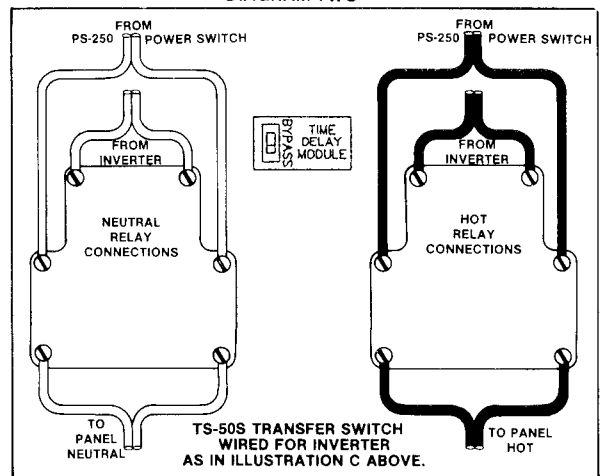 FROM
PS-250 POWER SWITCH
FROM
INVERTER
NEUTRAL
RELAY
CONNECTIONS
TO
PANEL
NEUTRAL
BYPASS
TIME
DELAY
MODULE
FROM
PS-250 POWER SWITCH
FROM
INVERTER
HOT
RELAY
CONNECTIONS
TO PANEL
HOT
TS-50S TRANSFER SWITCH
WIRED FOR INVERTER
AS IN ILLUSTRATION C ABOVE.